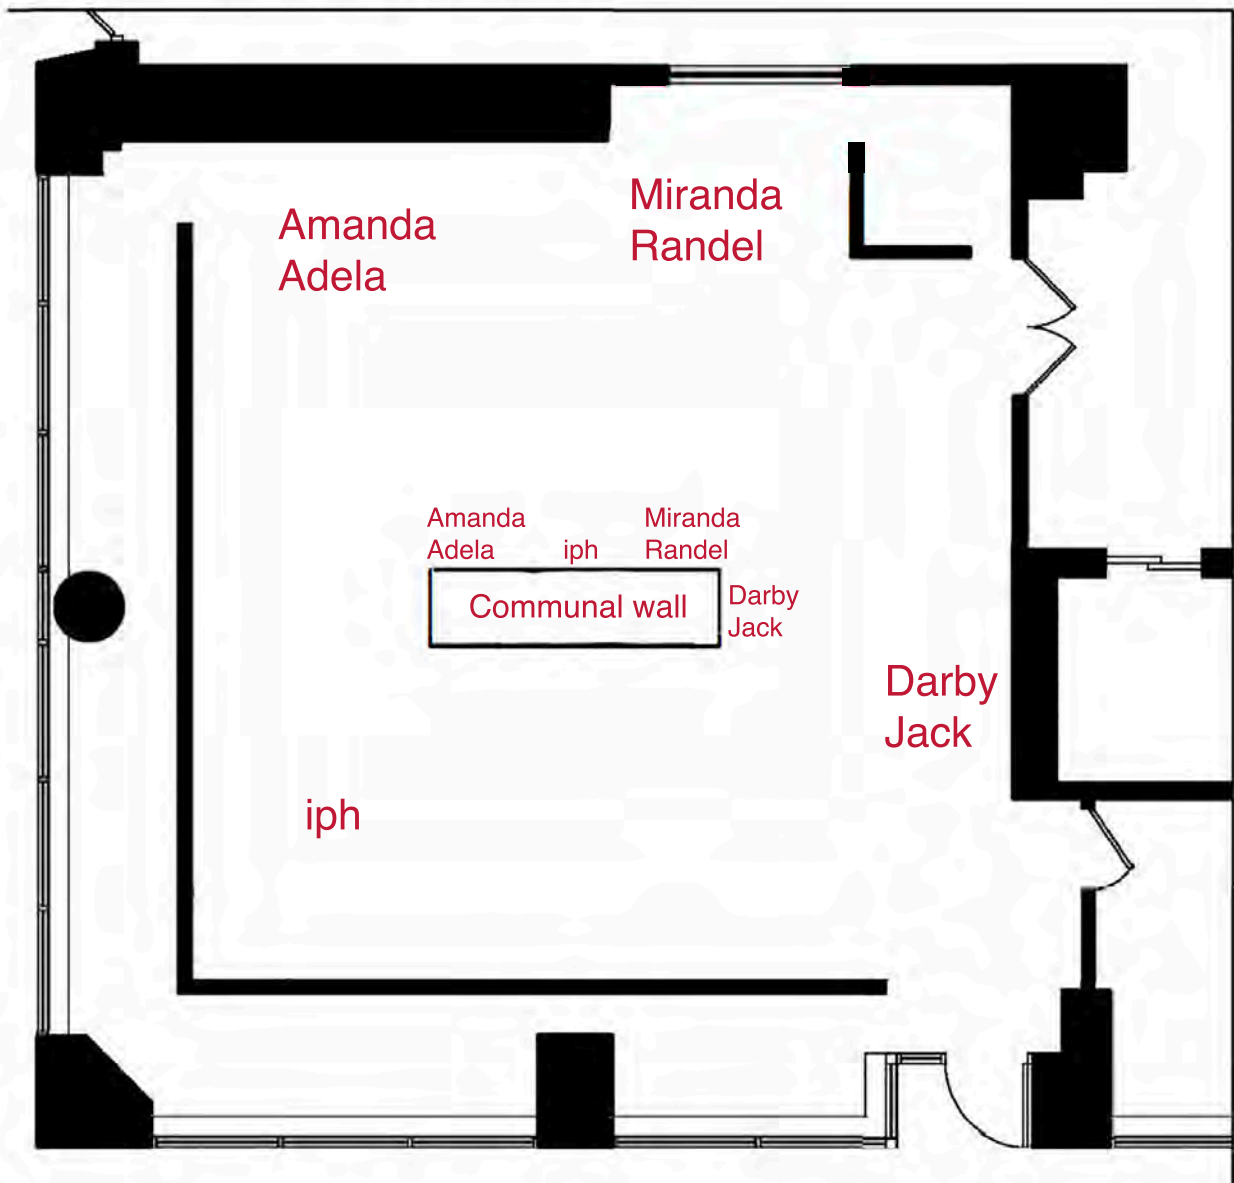 Amanda
Adela
Miranda
Randel
Amanda
Adela
iph
Miranda
Randel
Communal wall
Darby
Jack
Darby
Jack
iph